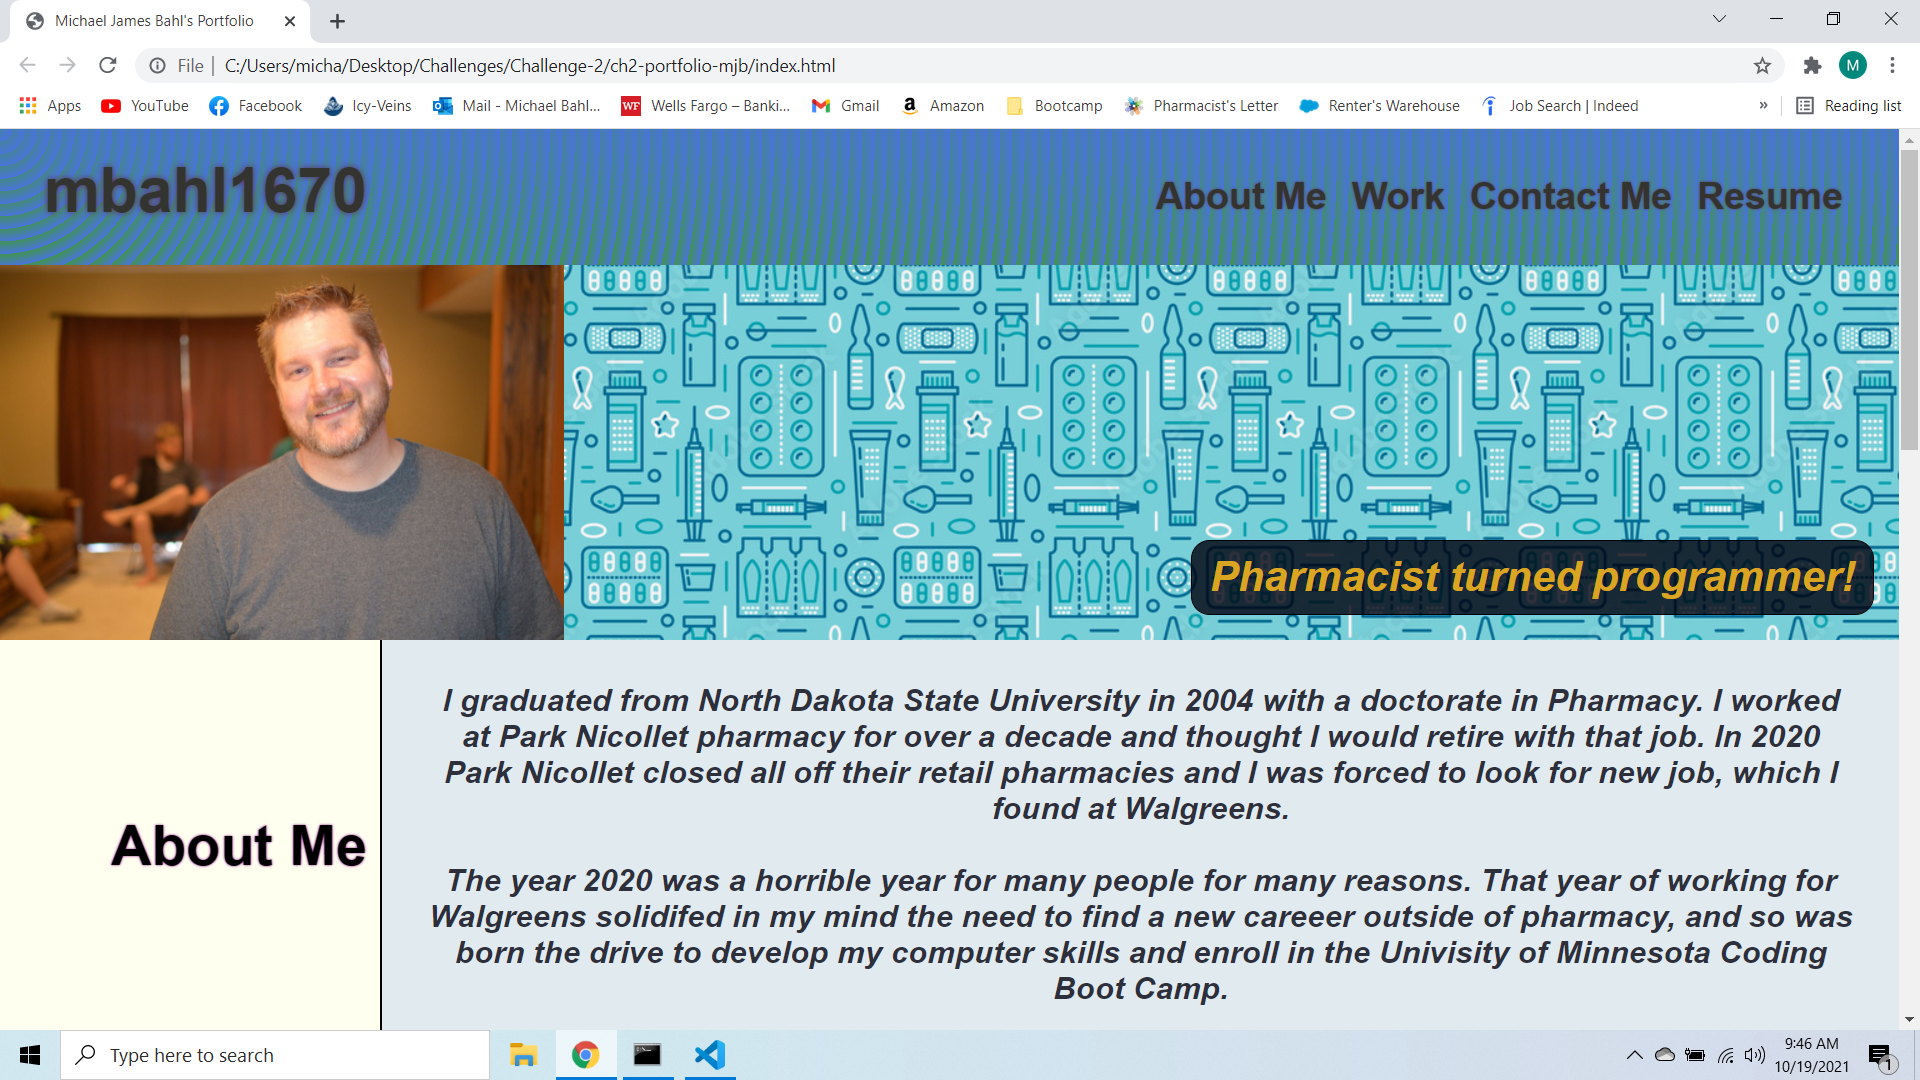 Michael James Bahl's Portfolio
File | C:/Users/micha/Desktop/Challenges/Challenge-2/ch2-portfolio-mjb/index.html
M
Apps YouTube Facebook Icy-Veins Mail - Michael Bahl... WF Wells Fargo – Banki... Gmail a Amazon Bootcamp Pharmacist's Letter Renter's Warehouse Job Search | Indeed » Reading list
mbahl1670
About Me Work Contact Me Resume
Pharmacist turned programmer!
About Me
I graduated from North Dakota State University in 2004 with a doctorate in Pharmacy. I worked
at Park Nicollet pharmacy for over a decade and thought I would retire with that job. In 2020
Park Nicollet closed all off their retail pharmacies and I was forced to look for new job, which I
found at Walgreens.
The year 2020 was a horrible year for many people for many reasons. That year of working for
Walgreens solidifed in my mind the need to find a new careeer outside of pharmacy, and so was
born the drive to develop my computer skills and enroll in the Univisity of Minnesota Coding
Boot Camp.
Type here to search
9:46 AM
10/19/2021
1